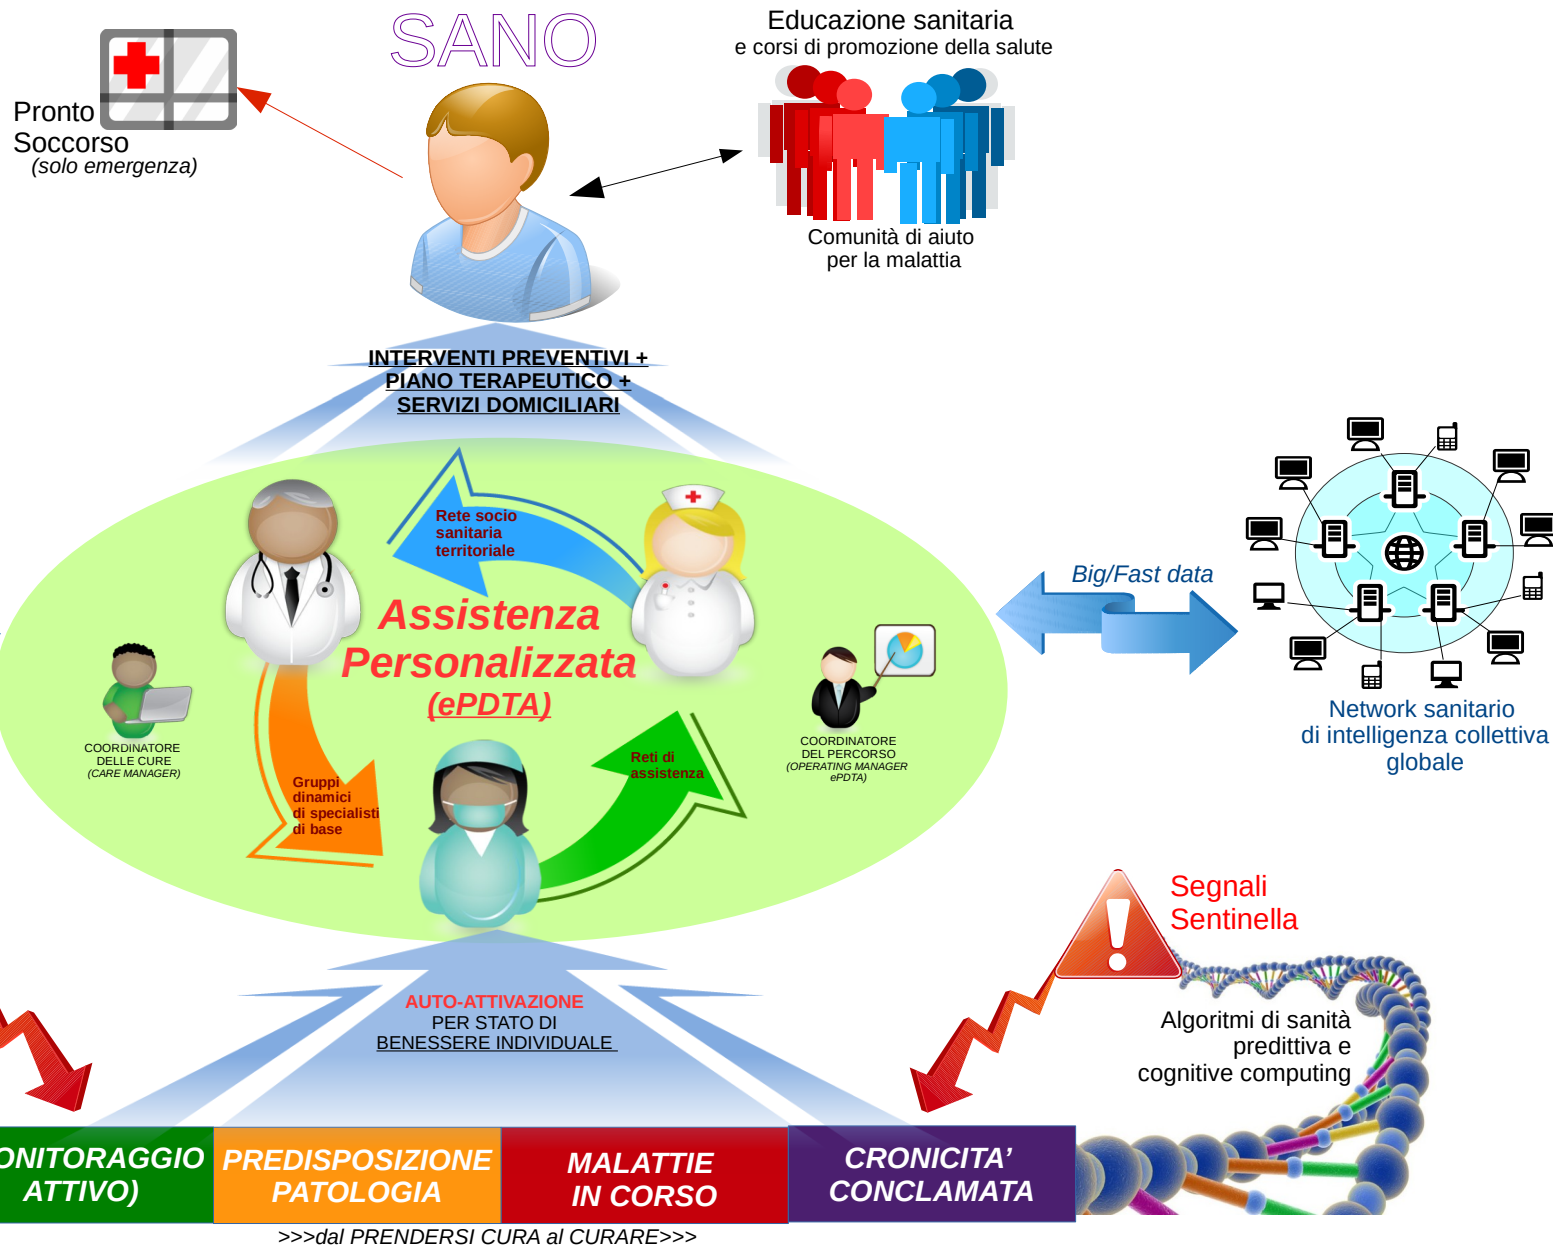 SANO
Educazione sanitaria
e corsi di promozione della salute
Pronto
Soccorso
(solo emergenza)
Comunità di aiuto
per la malattia
INTERVENTI PREVENTIVI +
PIANO TERAPEUTICO +
SERVIZI DOMICILIARI
Rete socio
sanitaria
territoriale
Assistenza
Personalizzata
(ePDTA)
Big/Fast data
COORDINATORE
DELLE CURE
(CARE MANAGER)
COORDINATORE
DEL PERCORSO
(OPERATING MANAGER
ePDTA)
Reti di
assistenza
Gruppi
dinamici
di specialisti
di base
Network sanitario
di intelligenza collettiva
globale
Segnali
Sentinella
Algoritmi di sanità
predittiva e
cognitive computing
AUTO-ATTIVAZIONE
PER STATO DI
BENESSERE INDIVIDUALE
ONITORAGGIO
ATTIVO)
PREDISPOSIZIONE
PATOLOGIA
MALATTIE
IN CORSO
CRONICITA’
CONCLAMATA
>>>dal PRENDERSI CURA al CURARE>>>